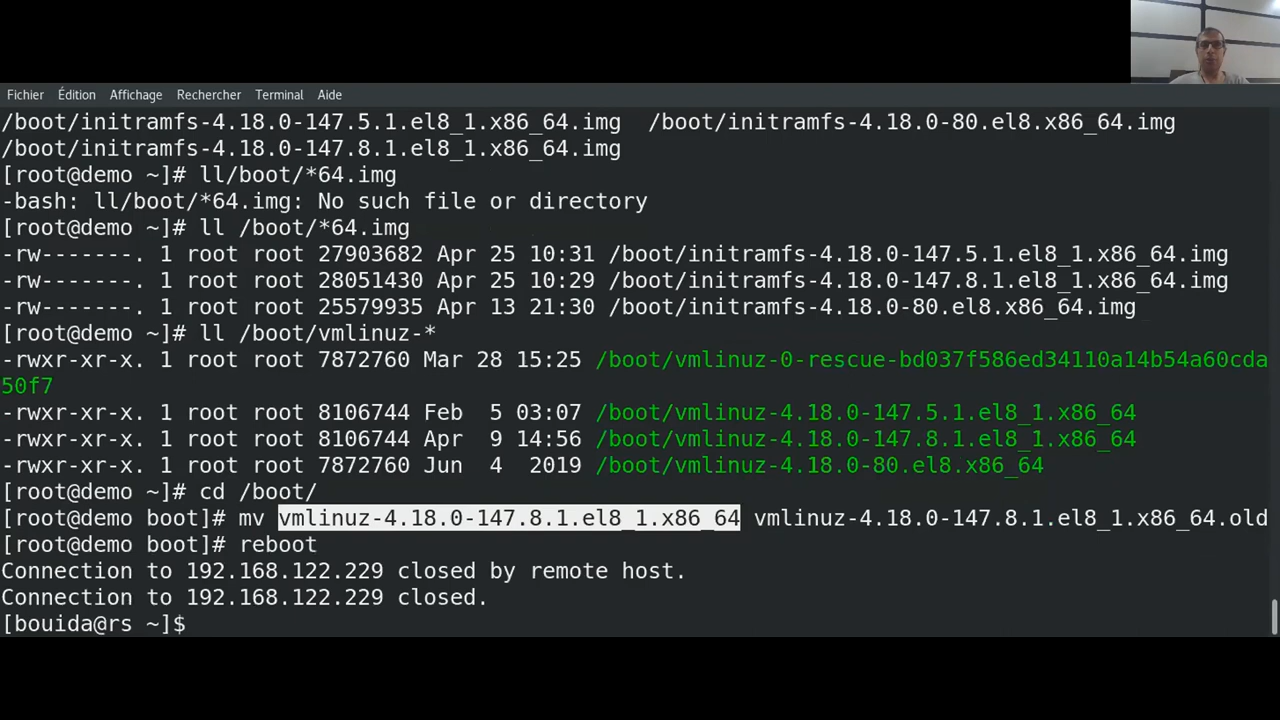 Fichier Édition Affichage Rechercher Terminal Aide
/boot/initramfs-4.18.0-147.5.1.el8_1.x86_64.img  /boot/initramfs-4.18.0-80.el8.x86_64.img
/boot/initramfs-4.18.0-147.8.1.el8_1.x86_64.img
[root@demo ~]# ll/boot/*64.img
-bash: ll/boot/*64.img: No such file or directory
[root@demo ~]# ll /boot/*64.img
-rw-------. 1 root root 27903682 Apr 25 10:31 /boot/initramfs-4.18.0-147.5.1.el8_1.x86_64.img
-rw-------. 1 root root 28051430 Apr 25 10:29 /boot/initramfs-4.18.0-147.8.1.el8_1.x86_64.img
-rw-------. 1 root root 25579935 Apr 13 21:30 /boot/initramfs-4.18.0-80.el8.x86_64.img
[root@demo ~]# ll /boot/vmlinuz-*
-rwxr-xr-x. 1 root root 7872760 Mar 28 15:25 /boot/vmlinuz-0-rescue-bd037f586ed34110a14b54a60cda
50f7
-rwxr-xr-x. 1 root root 8106744 Feb  5 03:07 /boot/vmlinuz-4.18.0-147.5.1.el8_1.x86_64
-rwxr-xr-x. 1 root root 8106744 Apr  9 14:56 /boot/vmlinuz-4.18.0-147.8.1.el8_1.x86_64
-rwxr-xr-x. 1 root root 7872760 Jun  4  2019 /boot/vmlinuz-4.18.0-80.el8.x86_64
[root@demo ~]# cd /boot/
[root@demo boot]# mv vmlinuz-4.18.0-147.8.1.el8_1.x86_64 vmlinuz-4.18.0-147.8.1.el8_1.x86_64.old
[root@demo boot]# reboot
Connection to 192.168.122.229 closed by remote host.
Connection to 192.168.122.229 closed.
[bouida@rs ~]$